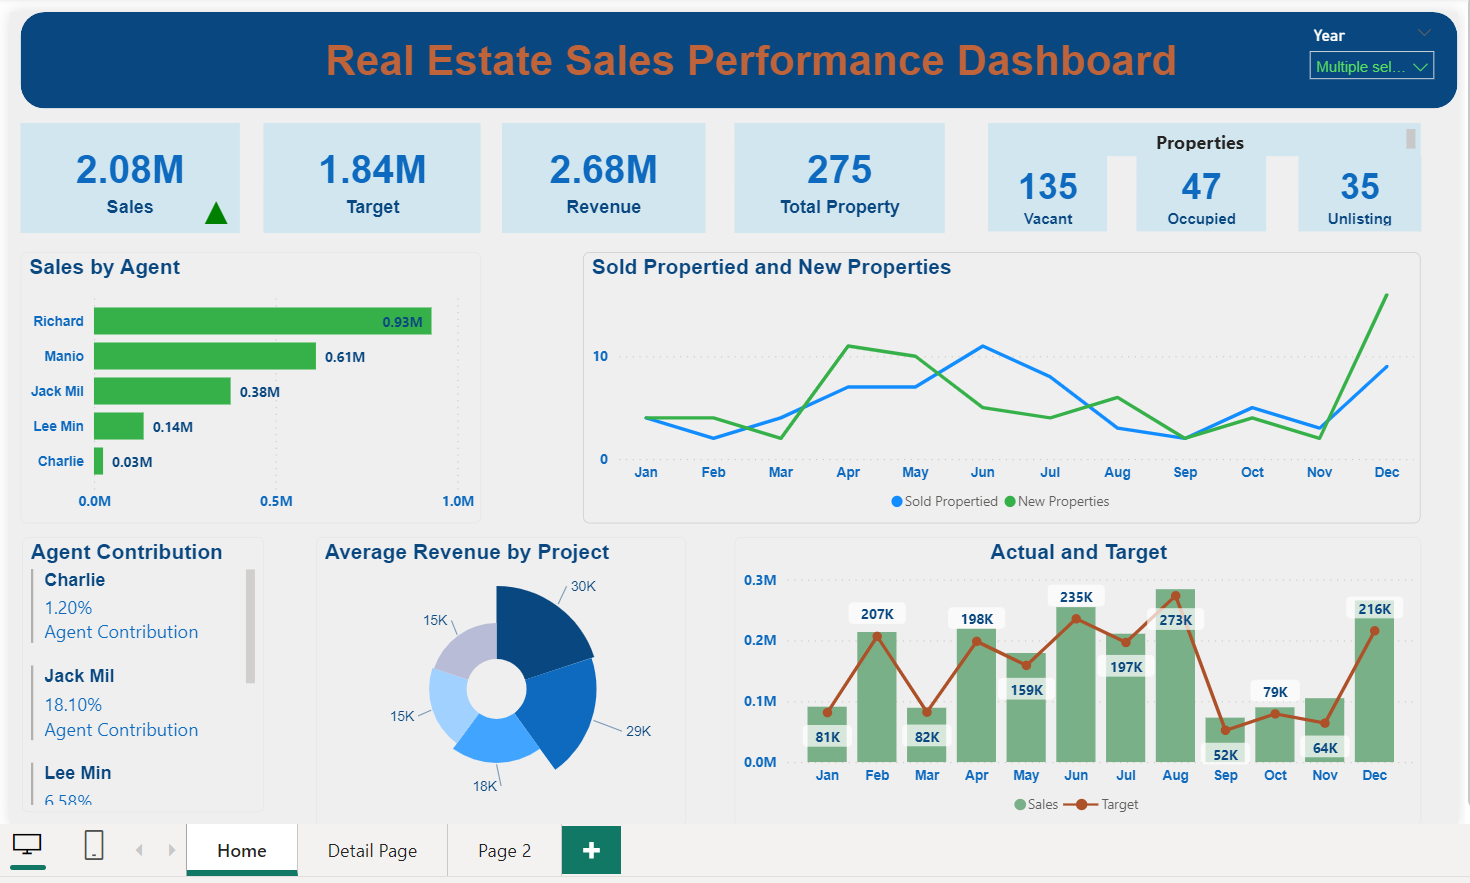 Real Estate Sales Performance Dashboard
Year
Multiple sel...
2.08M
Sales
1.84M
Target
2.68M
Revenue
275
Total Property
Properties
135
Vacant
47
Occupied
35
Unlisting
Sales by Agent
Richard 0.93M
Manio 0.61M
Jack Mil 0.38M
Lee Min 0.14M
Charlie 0.03M
0.0M 0.5M 1.0M
Sold Propertied and New Properties
10
0
Jan Feb Mar Apr May Jun Jul Aug Sep Oct Nov Dec
Sold Propertied New Properties
Agent Contribution
Charlie
1.20%
Agent Contribution
Jack Mil
18.10%
Agent Contribution
Lee Min
6.58%
Average Revenue by Project
30K
15K
15K
29K
18K
Actual and Target
0.3M
0.2M
0.1M
0.0M
81K 207K 82K 198K 159K 235K 197K 273K 52K 79K 64K 216K
Jan Feb Mar Apr May Jun Jul Aug Sep Oct Nov Dec
Sales Target
Home Detail Page Page 2 +